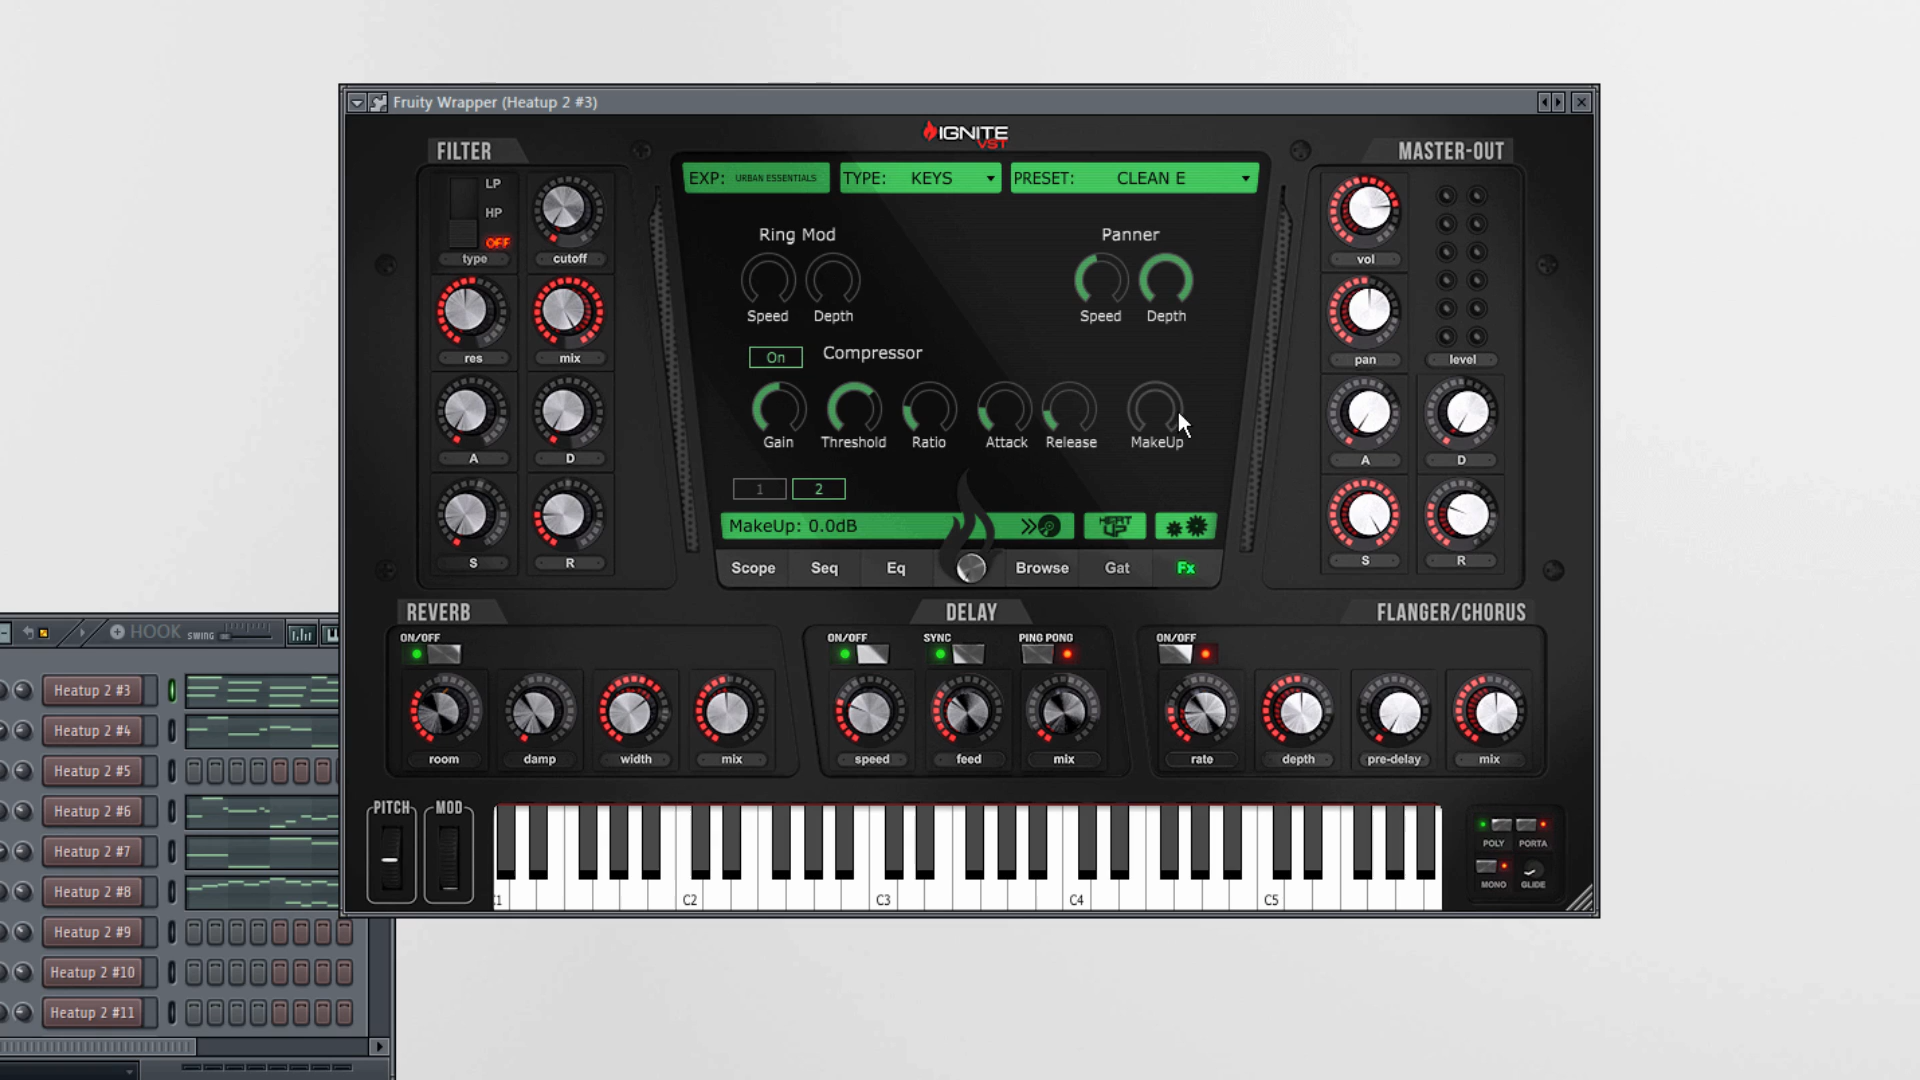 Fruity Wrapper (Heatup 2 #3)
IGNITE
VST
FILTER
MASTER-OUT
EXP: URBAN ESSENTIALS
TYPE: KEYS
PRESET: CLEAN E
LP
HP
OFF
type
cutoff
res
mix
A
D
S
R
Ring Mod
Speed
Depth
Panner
Speed
Depth
On
Compressor
Gain
Threshold
Ratio
Attack
Release
MakeUp
1
2
MakeUp: 0.0dB
HEAT
UP
Scope
Seq
Eq
Browse
Gat
Fx
vol
pan
level
A
D
S
R
REVERB
ON/OFF
room
damp
width
mix
DELAY
ON/OFF
SYNC
PING PONG
speed
feed
mix
FLANGER/CHORUS
ON/OFF
rate
depth
pre-delay
mix
PITCH
MOD
C2
C3
C4
C5
POLY
PORTA
MONO
GLIDE
HOOK
SWING
Heatup 2 #3
Heatup 2 #4
Heatup 2 #5
Heatup 2 #6
Heatup 2 #7
Heatup 2 #8
Heatup 2 #9
Heatup 2 #10
Heatup 2 #11